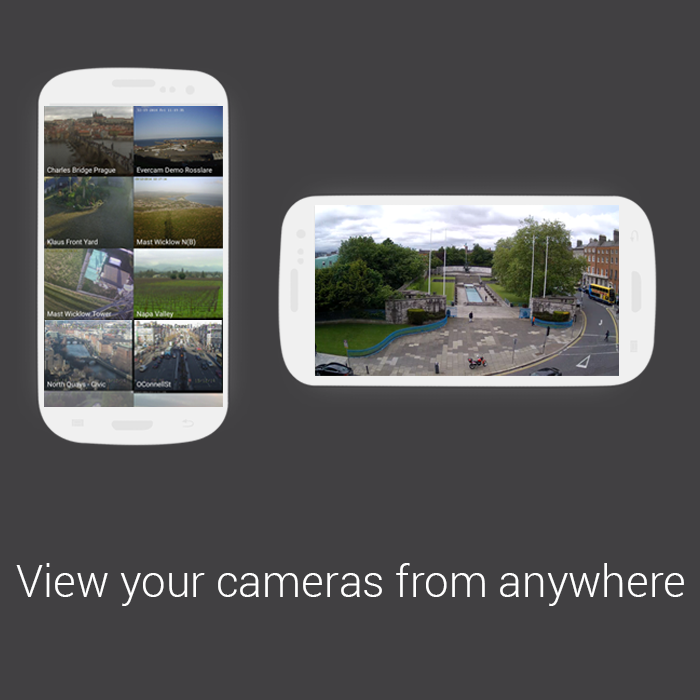 Charles Bridge Prague
Evercam Demo Rosslare
Klaus Front Yard
Mast Wicklow N(B)
Mast Wicklow Tower
Napa Valley
North Quays - Civic
OConnellSt
View your cameras from anywhere